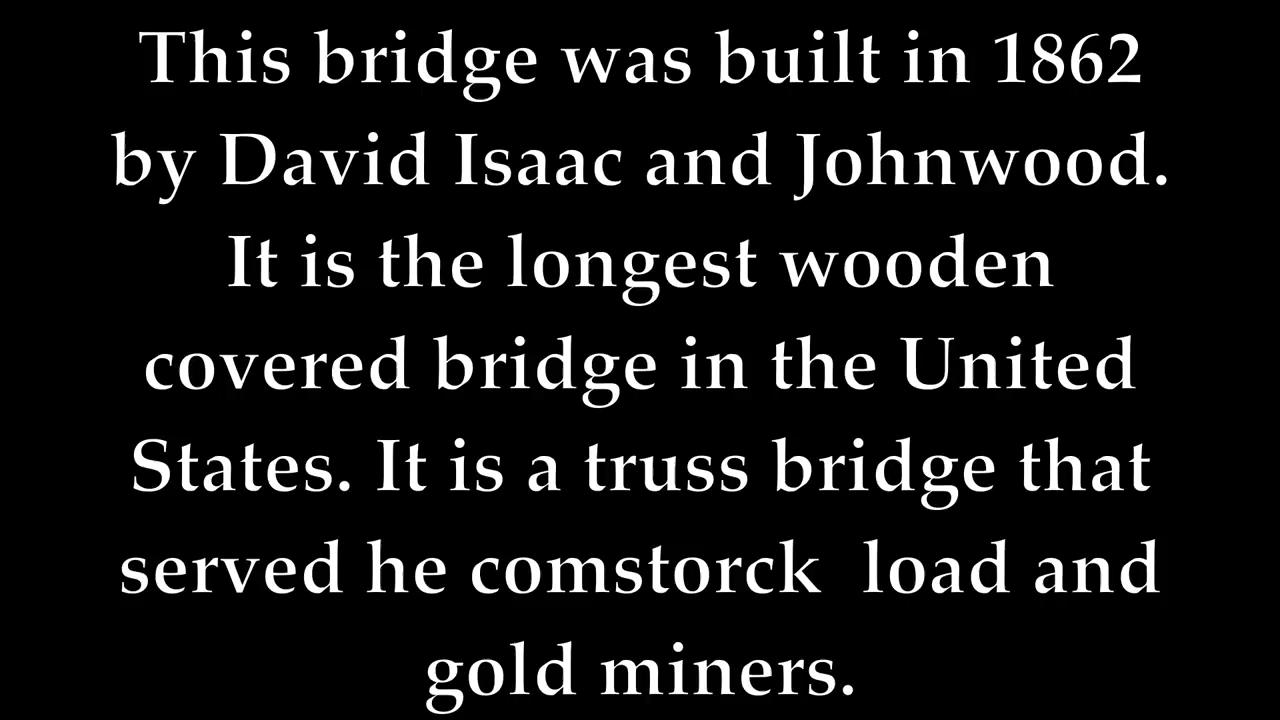 This bridge was built in 1862
by David Isaac and Johnwood.
It is the longest wooden
covered bridge in the United
States. It is a truss bridge that
served he comstorck  load and
gold miners.